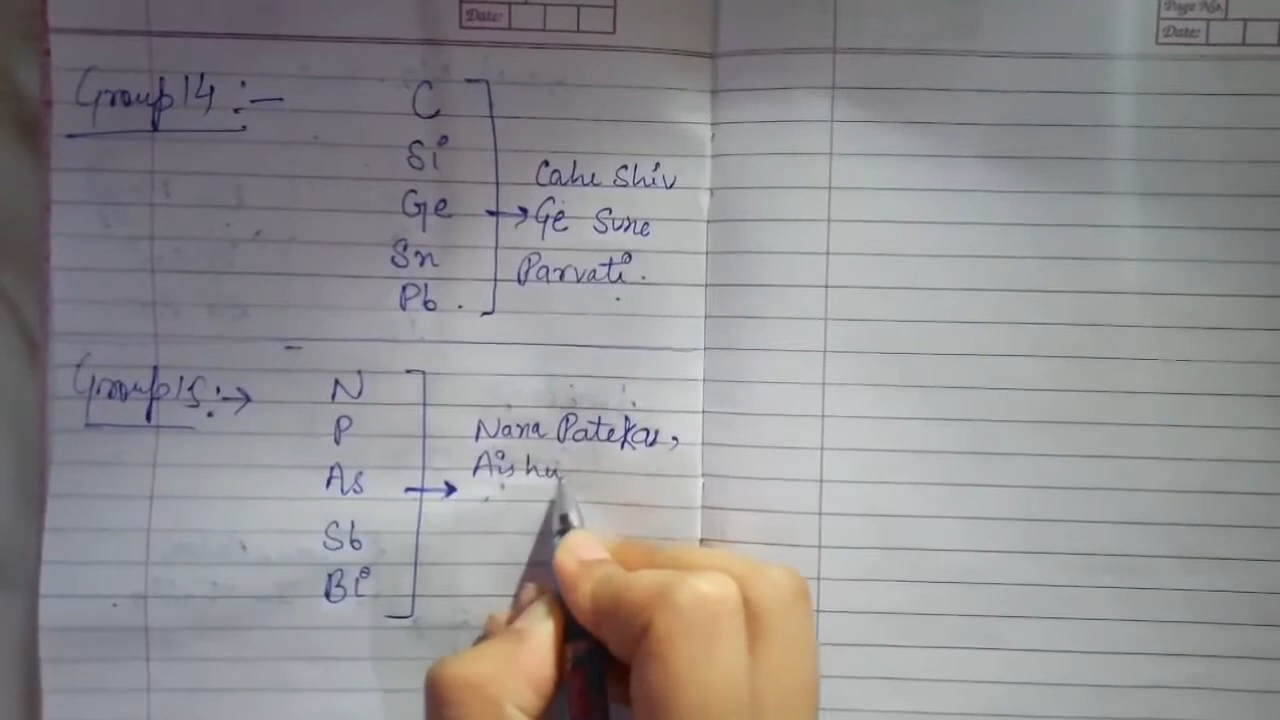 Date:
Page No.
Date:
Group 14 :-
C
Si
Ge
Sn
Pb .
Cahe Shiv
Ge Sune
Parvati .
Group 15 :→
N
P
As
Sb
Bi
Nana Patekar,
Aishu